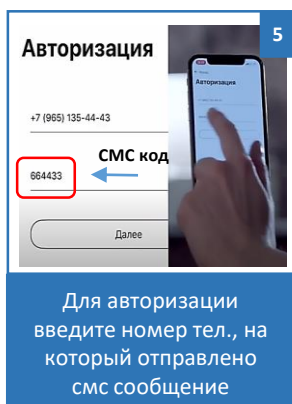 5
Авторизация
+7 (965) 135-44-43
СМС код
664433
Далее
Авторизация
Для авторизации
введите номер тел., на
который отправлено
смс сообщение